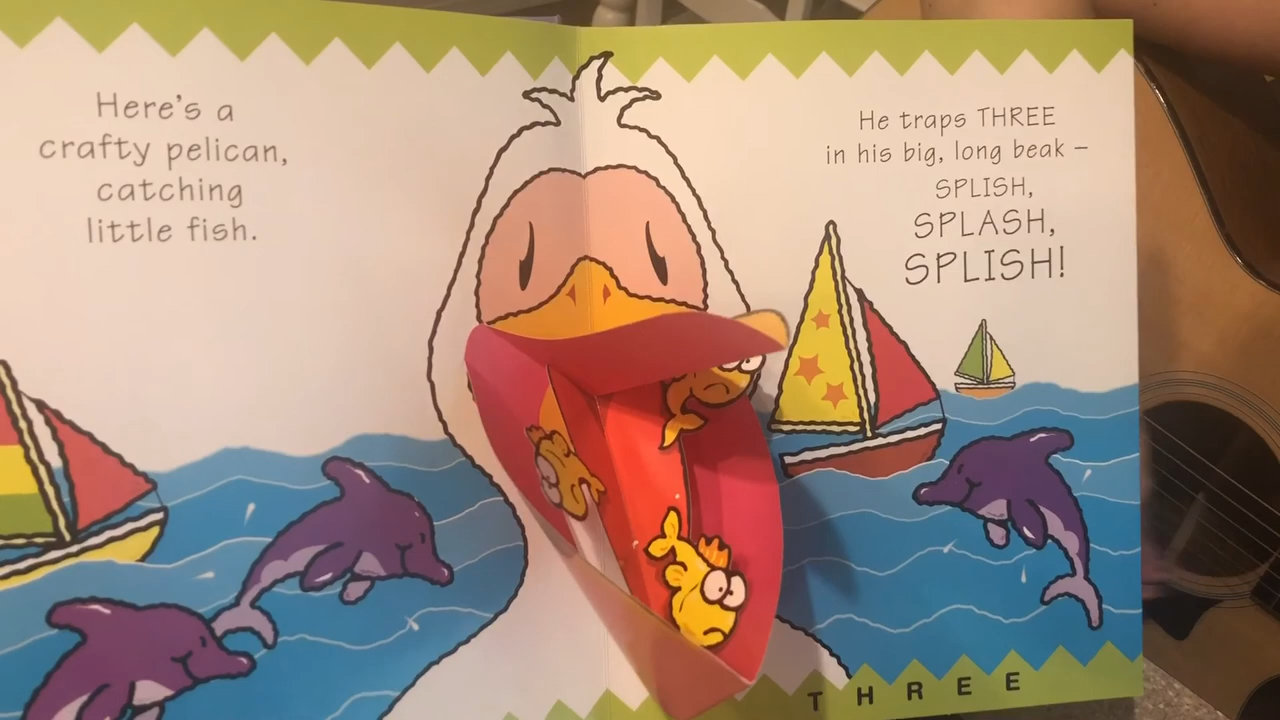 Here's a
crafty pelican,
catching
little fish.
He traps THREE
in his big, long beak –
SPLISH,
SPLASH,
SPLISH!
THREE